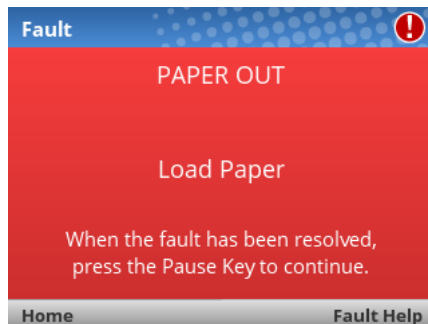 Fault
PAPER OUT
Load Paper
When the fault has been resolved,
press the Pause Key to continue.
Home
Fault Help